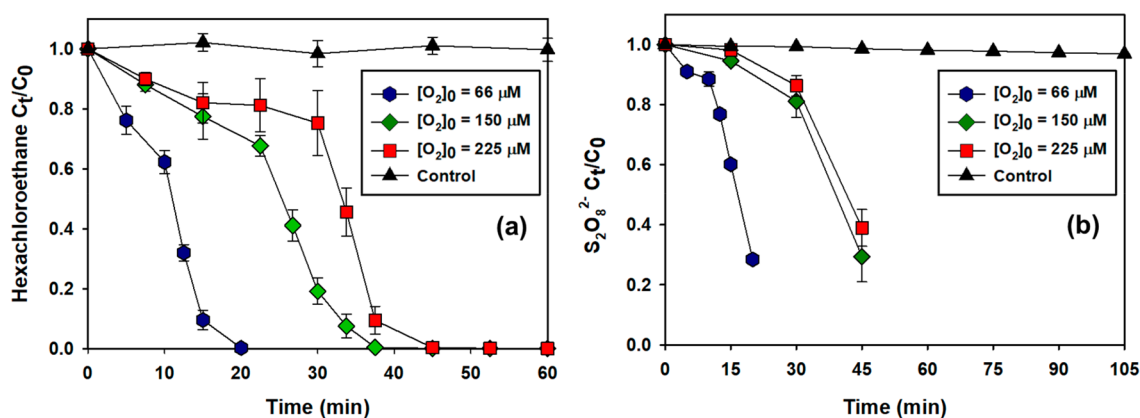 Hexachloroethane Cₜ/C₀
1.0
0.8
0.6
0.4
0.2
0.0
[O₂]₀ = 66 µM
[O₂]₀ = 150 µM
[O₂]₀ = 225 µM
Control
(a)
0 10 20 30 40 50 60
Time (min)
S₂O₈²⁻ Cₜ/C₀
1.0
0.8
0.6
0.4
0.2
0.0
[O₂]₀ = 66 µM
[O₂]₀ = 150 µM
[O₂]₀ = 225 µM
Control
(b)
0 15 30 45 60 75 90 105
Time (min)